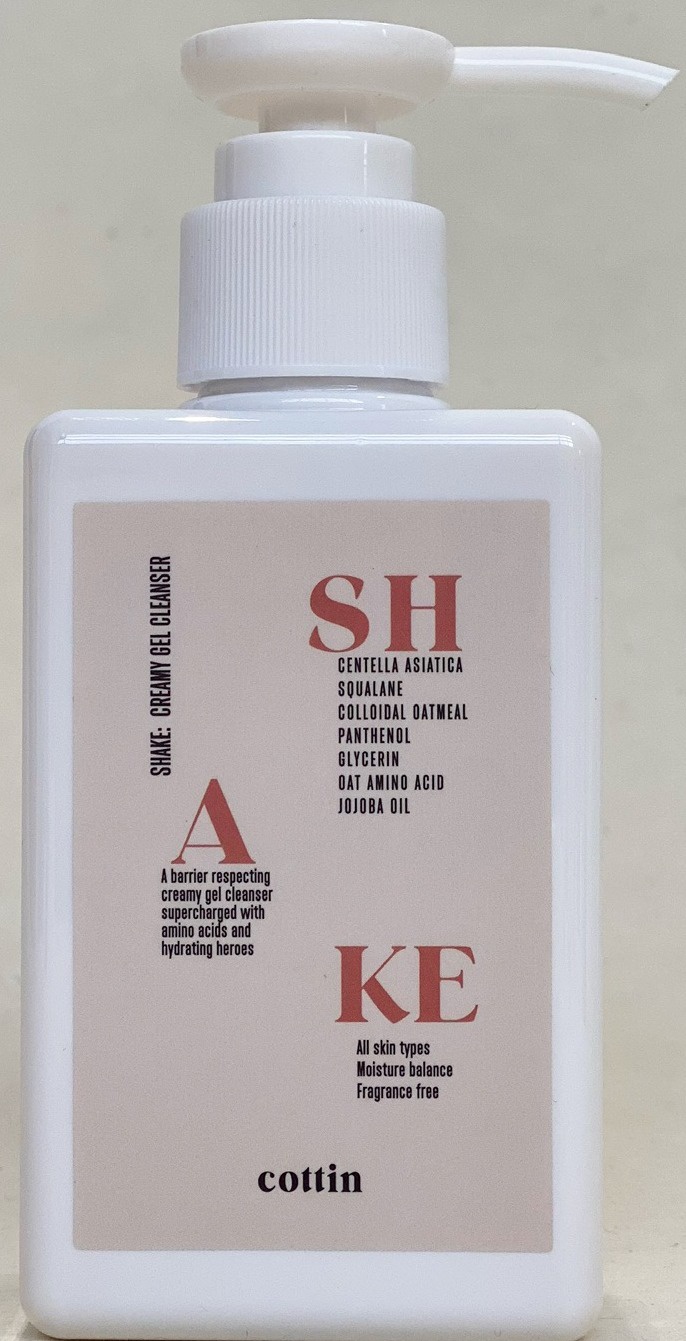 SHAKE: CREAMY GEL CLEANSER
SH
CENTELLA ASIATICA
SQUALANE
COLLOIDAL OATMEAL
PANTHENOL
GLYCERIN
OAT AMINO ACID
JOJOBA OIL
A
A barrier respecting
creamy gel cleanser
supercharged with
amino acids and
hydrating heroes
KE
All skin types
Moisture balance
Fragrance free
cottin